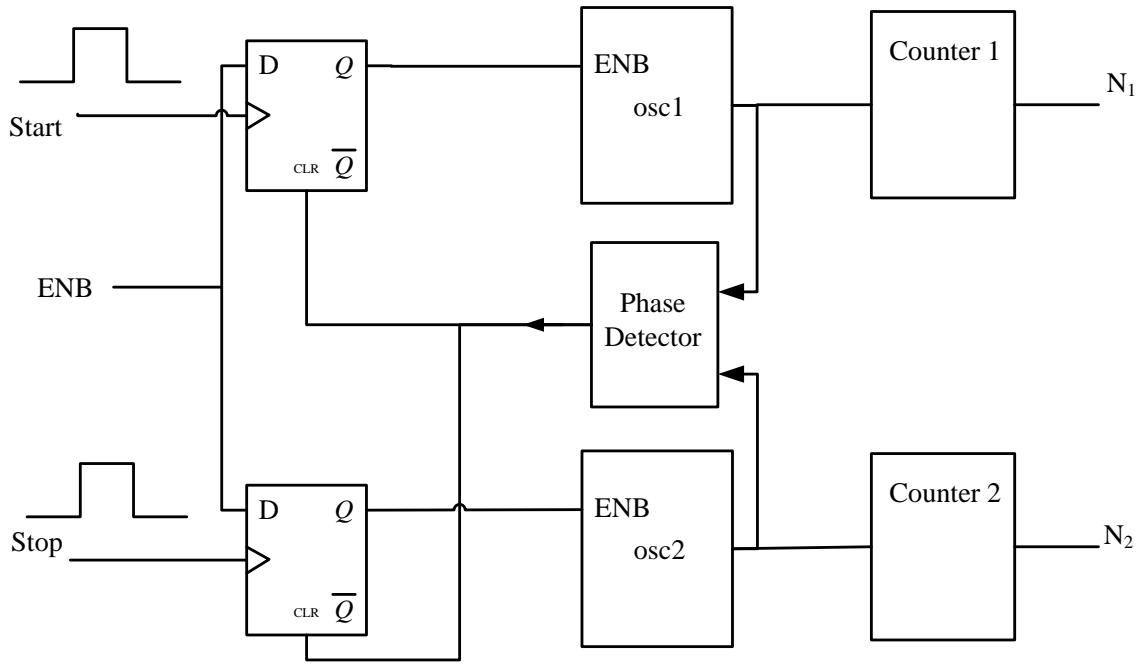 D Q
CLR Q
Start
ENB
osc1
Counter 1
N1
ENB
Phase
Detector
Stop
D Q
CLR Q
ENB
osc2
Counter 2
N2